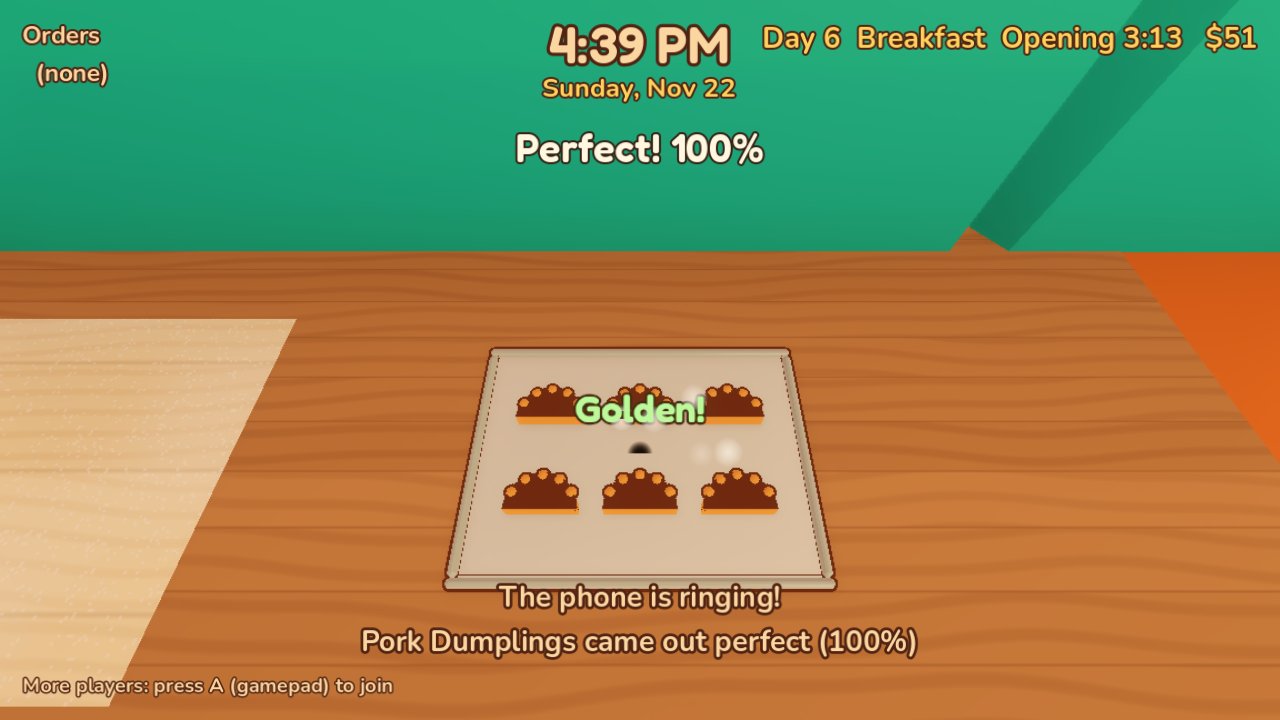 Orders
(none)
4:39 PM
Sunday, Nov 22
Day 6 Breakfast Opening 3:13 $51
Perfect! 100%
Golden!
The phone is ringing!
Pork Dumplings came out perfect (100%)
More players: press A (gamepad) to join